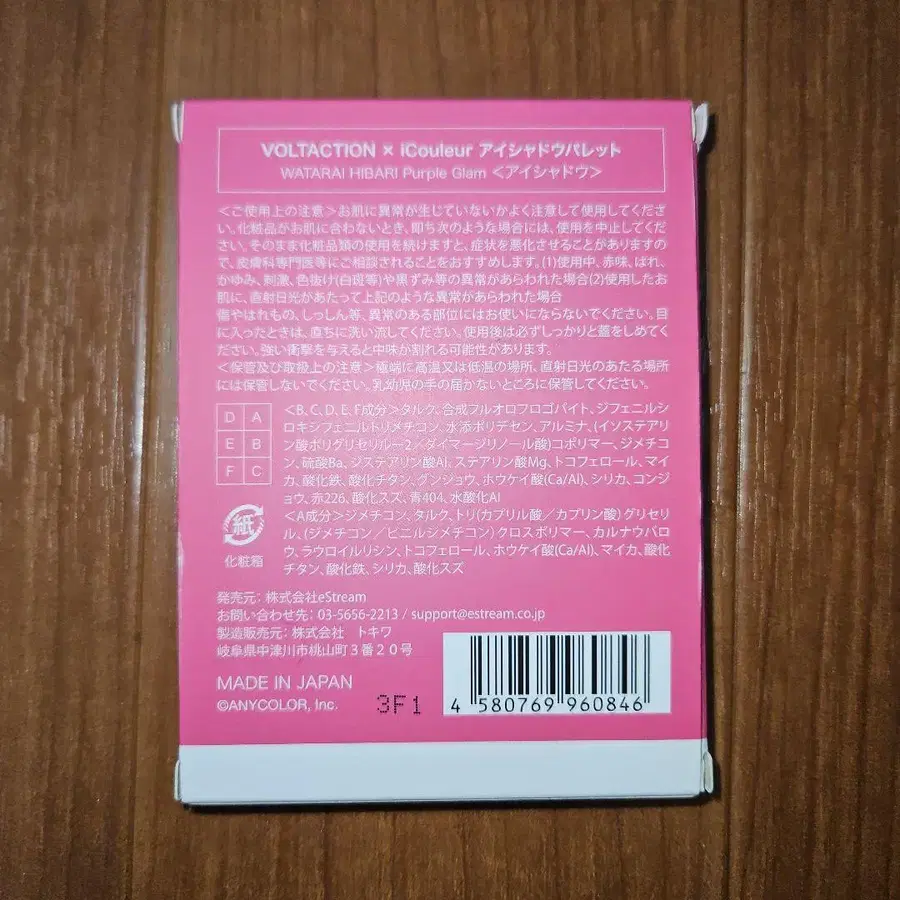 VOLTACTION × iCouleur アイシャドウパレット
WATARAI HIBARI Purple Glam <アイシャドウ>
<ご使用上の注意>お肌に異常が生じていないかよく注意して使用してくださ
い。化粧品がお肌に合わないとき、即ち次のような場合には、使用を中止してくだ
さい。そのまま化粧品類の使用を続けますと、症状を悪化させることがありますの
で、皮膚科専門医等にご相談されることをおすすめします。(1)使用中、赤味、はれ、
かゆみ、刺激、色抜け(白斑等)や黒ずみ等の異常があらわれた場合(2)使用したお
肌に、直射日光があたって上記のような異常があらわれた場合
傷やはれもの、しっしん等、異常のある部位にはお使いにならないでください。目
に入ったときは、直ちに洗い流してください。使用後は必ずしっかりと蓋をしめてく
ださい。強い衝撃を与えると中味が割れる可能性があります。
<保管及び取扱上の注意>極端に高温又は低温の場所、直射日光のあたる場所
には保管しないでください。乳幼児の手の届かないところに保管してください。
D A
E B
F C
<B, C, D, E, F成分>タルク、合成フルオロフロゴパイト、ジフェニルシ
ロキシフェニルトリメチコン、水添ポリデセン、アルミナ、(イソステアリ
ン酸ポリグリセリル－2／ダイマージリノール酸)コポリマー、ジメチコ
ン、硫酸Ba、ジステアリン酸Al、ステアリン酸Mg、トコフェロール、マイ
カ、酸化鉄、酸化チタン、グンジョウ、ホウケイ酸(Ca/Al)、シリカ、コンジ
ョウ、赤226、酸化スズ、青404、水酸化Al
<A成分>ジメチコン、タルク、トリ(カプリル酸／カプリン酸)グリセリ
ル、(ジメチコン／ビニルジメチコン)クロスポリマー、カルナウバロ
ウ、ラウロイルリシン、トコフェロール、ホウケイ酸(Ca/Al)、マイカ、酸化
チタン、酸化鉄、シリカ、酸化スズ
紙
化粧箱
発売元：株式会社eStream
お問い合わせ先：03-5656-2213 / support@estream.co.jp
製造販売元：株式会社　トキワ
岐阜県中津川市桃山町３番２０号
MADE IN JAPAN
©ANYCOLOR, Inc.
3F1
4 580769 960846